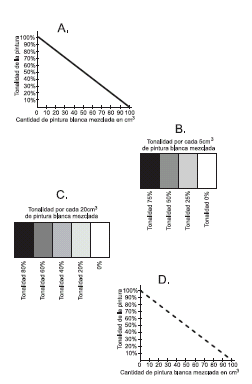 A.
Tonalidad de la pintura
100%
90%
80%
70%
60%
50%
40%
30%
20%
10%
0 10 20 30 40 50 60 70 80 90 100
Cantidad de pintura blanca mezclada en cm³
B.
Tonalidad por cada 5cm³
de pintura blanca mezclada
Tonalidad 75%
Tonalidad 50%
Tonalidad 25%
Tonalidad 0%
C.
Tonalidad por cada 20cm³
de pintura blanca mezclada
Tonalidad 80%
Tonalidad 60%
Tonalidad 40%
Tonalidad 20%
0%
D.
Tonalidad de la pintura
100%
90%
80%
70%
60%
50%
40%
30%
20%
10%
0 10 20 30 40 50 60 70 80 90 100
Cantidad de pintura blanca mezclada en cm³